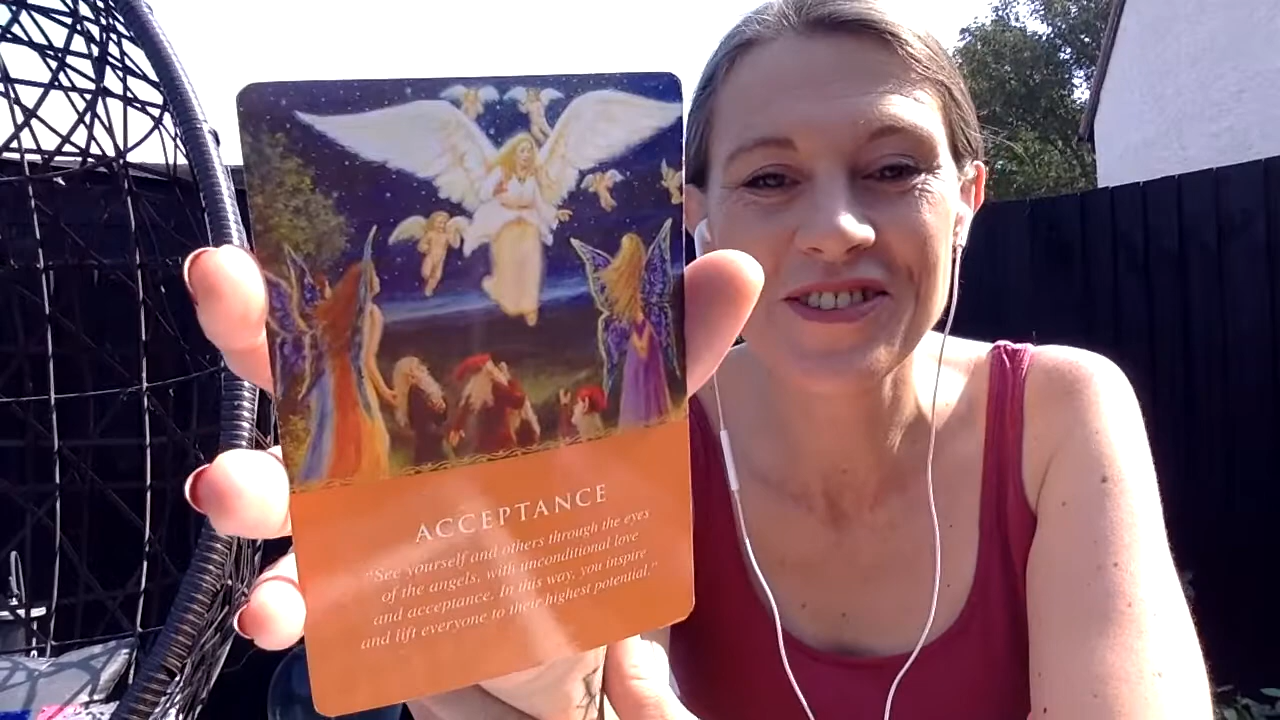 ACCEPTANCE
"See yourself and others through the eyes
of the angels, with unconditional love
and acceptance. In this way, you inspire
and lift everyone to their highest potential."